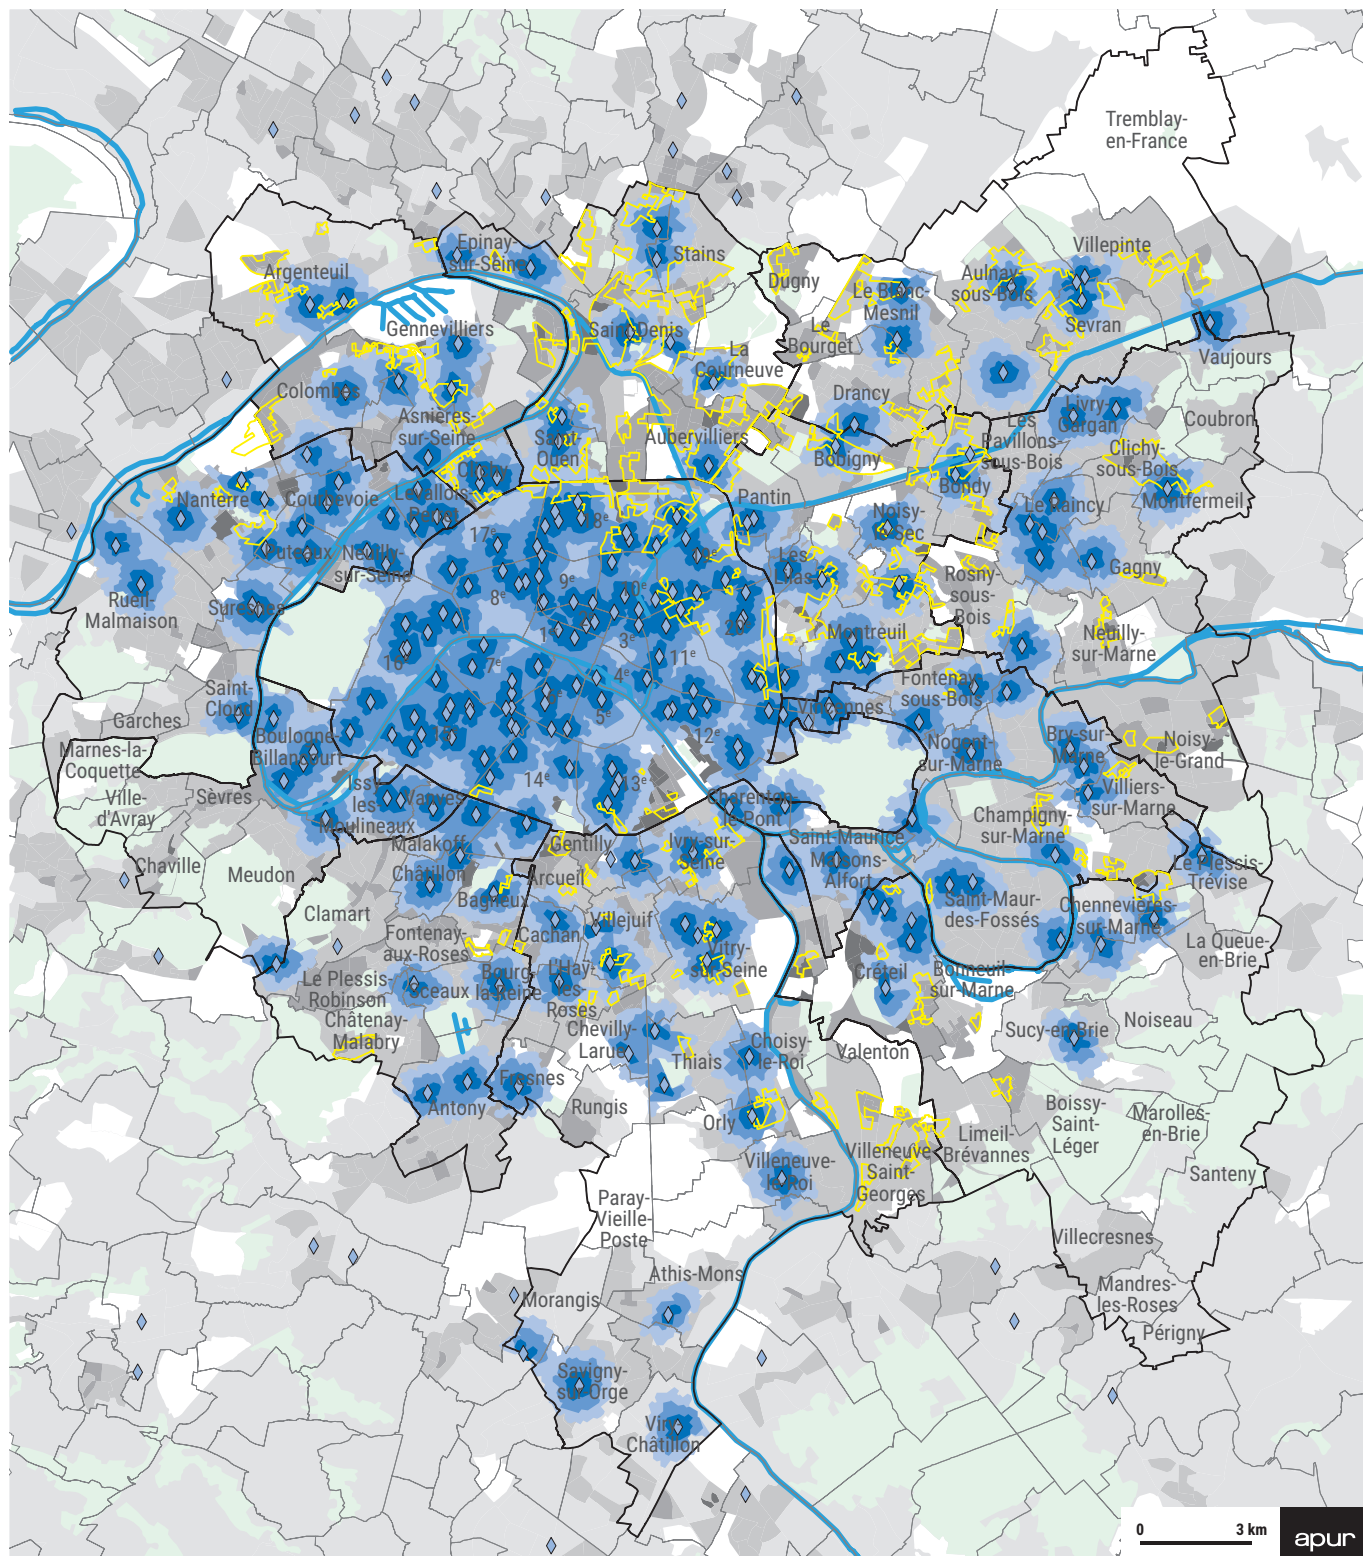 Tremblay-
en-France
Villepinte
Epinay-
sur-Seine
Stains
Argenteuil
Dugny
Aulnay-
sous-Bois
Le Blanc-
Mesnil
Gennevilliers
Saint-Denis
Sevran
Le
Bourget
La
Courneuve
Vaujours
Colombes
Drancy
Asnières-
sur-Seine
Livry-
Gargan
Coubron
Saint-
Ouen
Aubervilliers
Les
Pavillons-
sous-Bois
Clichy-
sous-Bois
Bobigny
Clichy
Bondy
Nanterre
Courbevoie
Levallois-
Perret
Pantin
Le Raincy
Montfermeil
17e
18e
Noisy-
le-Sec
Puteaux
Neuilly-
sur-Seine
19e
Les
Lilas
Gagny
Rosny-
sous-
Bois
Rueil-
Malmaison
Suresnes
8e
9e
10e
1er
2e
3e
20e
Montreuil
Neuilly-
sur-Marne
16e
7e
11e
4e
Saint-
Cloud
6e
5e
Fontenay-
sous-Bois
Garches
Vincennes
Boulogne-
Billancourt
15e
12e
Nogent-
sur-Marne
Bry-sur-
Marne
Noisy-
le-Grand
Marnes-la-
Coquette
14e
13e
Ville-
d'Avray
Sèvres
Issy-
les-
Moulineaux
Vanves
Charenton-
le-Pont
Villiers-
sur-Marne
Champigny-
sur-Marne
Malakoff
Gentilly
Ivry-sur-
Seine
Saint-Maurice
Maisons-
Alfort
Chaville
Meudon
Châtillon
Arcueil
Le Plessis-
Trévise
Bagneux
Clamart
Saint-Maur-
des-Fossés
Chennevières-
sur-Marne
Fontenay-
aux-Roses
Cachan
Villejuif
Vitry-
sur-Seine
La Queue-
en-Brie
Le Plessis-
Robinson
Sceaux
Bourg-
la-Reine
L'Haÿ-
les-
Roses
Créteil
Bonneuil-
sur-Marne
Châtenay-
Malabry
Chevilly-
Larue
Thiais
Choisy-
le-Roi
Valenton
Sucy-en-Brie
Noiseau
Antony
Fresnes
Rungis
Orly
Limeil-
Brévannes
Boissy-
Saint-
Léger
Marolles-
en-Brie
Villeneuve-
le-Roi
Villeneuve-
Saint-
Georges
Santeny
Paray-
Vieille-
Poste
Villecresnes
Athis-Mons
Morangis
Mandres-
les-Roses
Périgny
Savigny-
sur-Orge
Viry-
Châtillon
0 3 km
apur